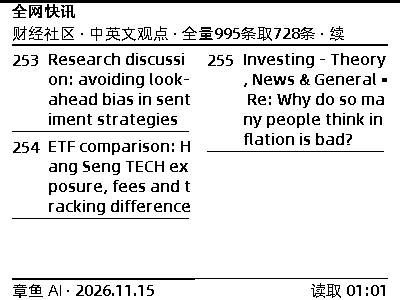 全网快讯
财经社区 · 中英文观点 · 全量995条取728条 · 续
253 Research discussi
on: avoiding look-
ahead bias in sent
iment strategies
254 ETF comparison: H
ang Seng TECH ex
posure, fees and t
racking difference
255 Investing - Theory
, News & General •
Re: Why do so ma
ny people think in
flation is bad?
章鱼 AI · 2026.11.15
读取 01:01